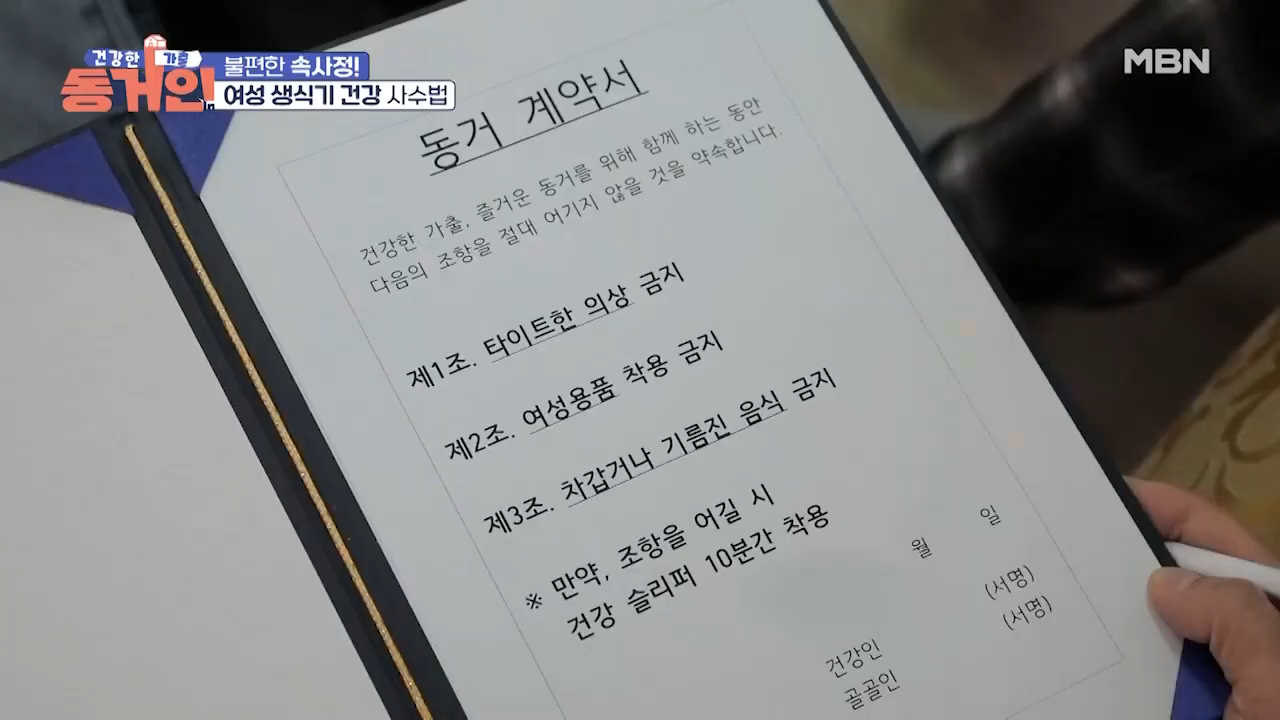 건강한 가출
동거인
in
불편한 속사정!
여성 생식기 건강 사수법
MBN
동거 계약서
건강한 가출, 즐거운 동거를 위해 함께 하는 동안
다음의 조항을 절대 어기지 않을 것을 약속합니다.
제1조. 타이트한 의상 금지
제2조. 여성용품 착용 금지
제3조. 차갑거나 기름진 음식 금지
※ 만약, 조항을 어길 시
건강 슬리퍼 10분간 착용
월 일
건강인 (서명)
골골인 (서명)